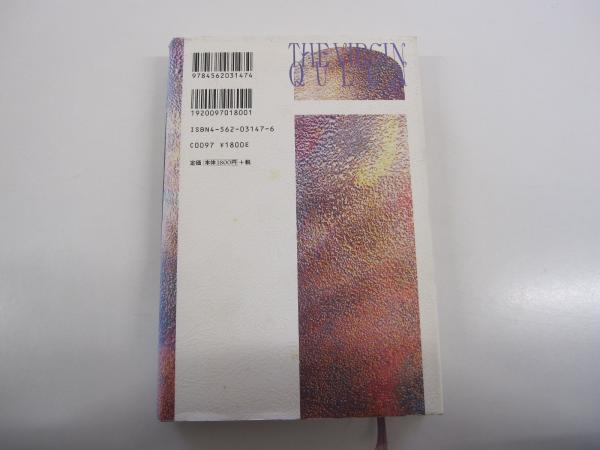 THE VIRGIN
QUEEN
9784562031474
1920097018001
ISBN4-562-03147-6
C0097 ¥1800E
定価 本体1800円+税